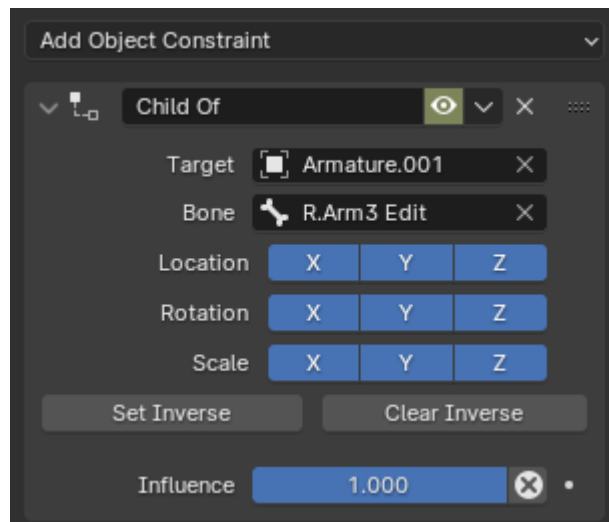 Add Object Constraint
Child Of
Target Armature.001
Bone R.Arm3 Edit
Location X Y Z
Rotation X Y Z
Scale X Y Z
Set Inverse Clear Inverse
Influence 1.000